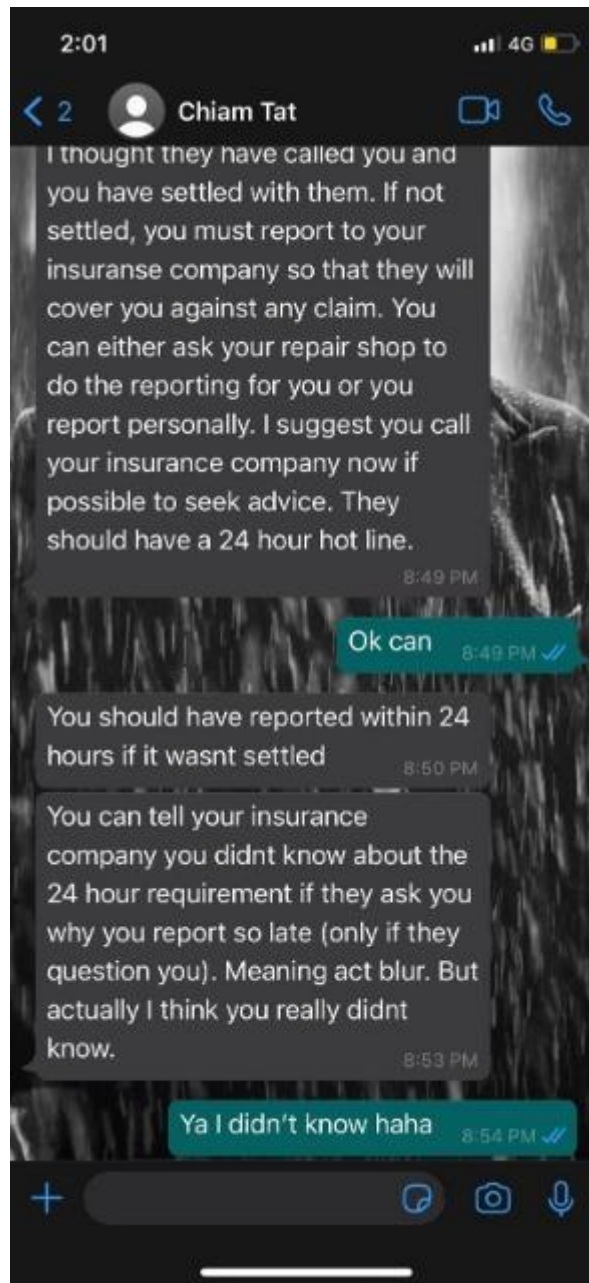 2:01
4G
2
Chiam Tat
I thought they have called you and
you have settled with them. If not
settled, you must report to your
insuranse company so that they will
cover you against any claim. You
can either ask your repair shop to
do the reporting for you or you
report personally. I suggest you call
your insurance company now if
possible to seek advice. They
should have a 24 hour hot line.
8:49 PM
Ok can
8:49 PM
You should have reported within 24
hours if it wasnt settled
8:50 PM
You can tell your insurance
company you didnt know about the
24 hour requirement if they ask you
why you report so late (only if they
question you). Meaning act blur. But
actually I think you really didnt
know.
8:53 PM
Ya I didn't know haha
8:54 PM